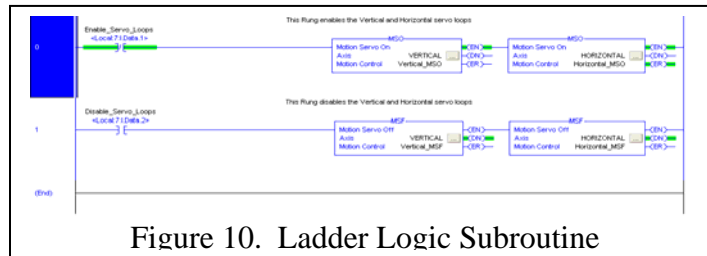 This Rung enables the Vertical and Horizontal servo loops
Enable_Servo_Loops
<Local:7:I.Data.1>
0
MSO
Motion Servo On
Axis VERTICAL ...
Motion Control Vertical_MSO
EN
DN
ER
MSO
Motion Servo On
Axis HORIZONTAL ...
Motion Control Horizontal_MSO
EN
DN
ER
This Rung disables the Vertical and Horizontal servo loops
Disable_Servo_Loops
<Local:7:I.Data.2>
1
MSF
Motion Servo Off
Axis VERTICAL ...
Motion Control Vertical_MSF
EN
DN
ER
MSF
Motion Servo Off
Axis HORIZONTAL ...
Motion Control Horizontal_MSF
EN
DN
ER
(End)
Figure 10. Ladder Logic Subroutine